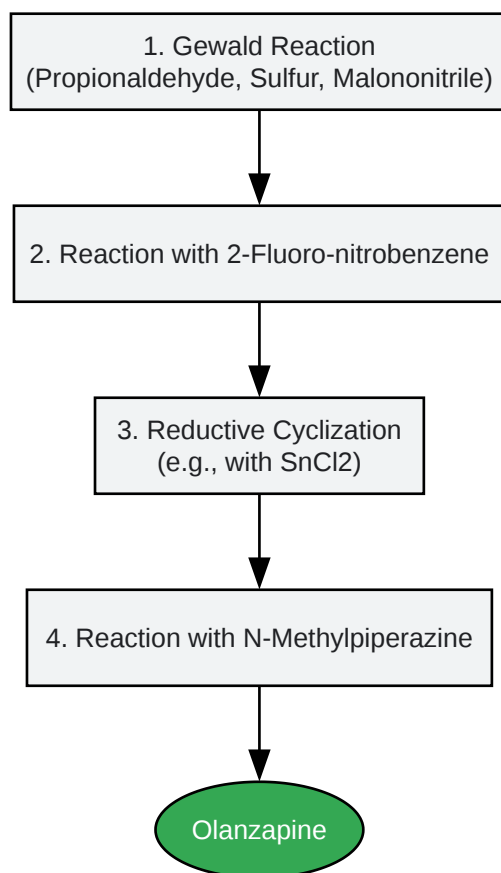 1. Gewald Reaction
(Propionaldehyde, Sulfur, Malononitrile)
2. Reaction with 2-Fluoro-nitrobenzene
3. Reductive Cyclization
(e.g., with SnCl2)
4. Reaction with N-Methylpiperazine
Olanzapine